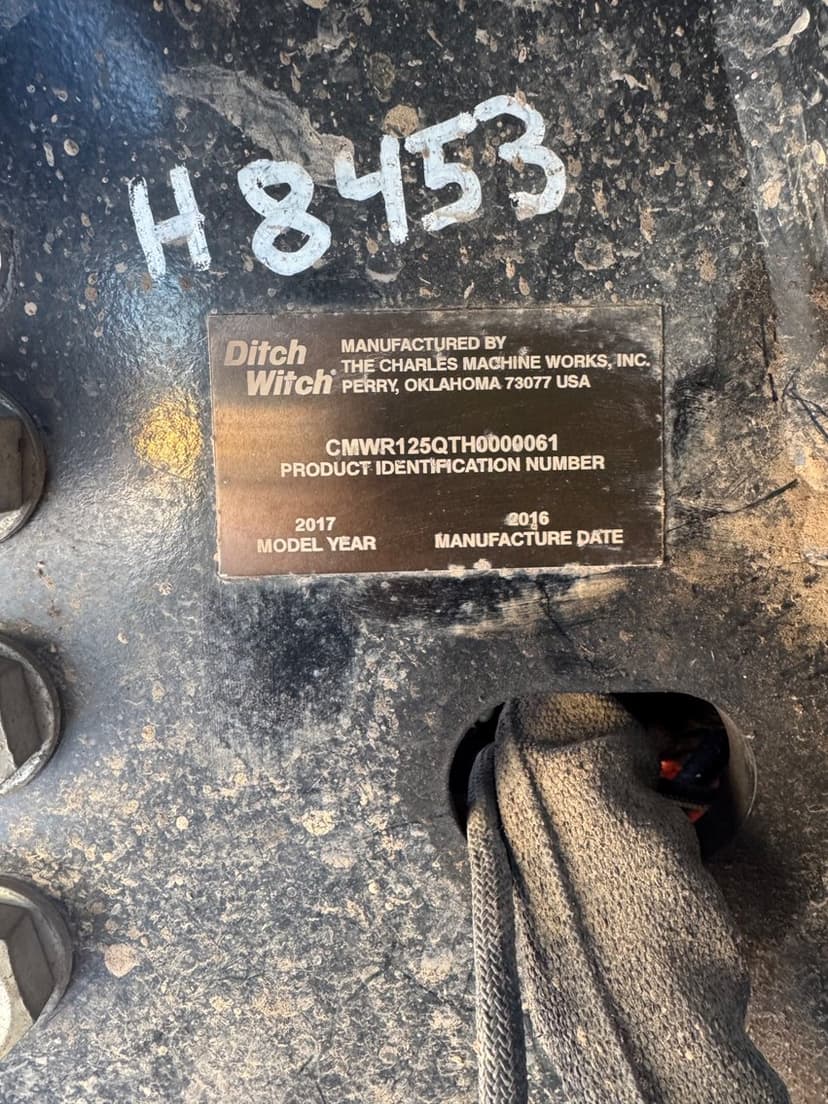 H 8453
Ditch Witch®
MANUFACTURED BY
THE CHARLES MACHINE WORKS, INC.
PERRY, OKLAHOMA 73077 USA
CMWR125QTH0000061
PRODUCT IDENTIFICATION NUMBER
2017
MODEL YEAR
2016
MANUFACTURE DATE